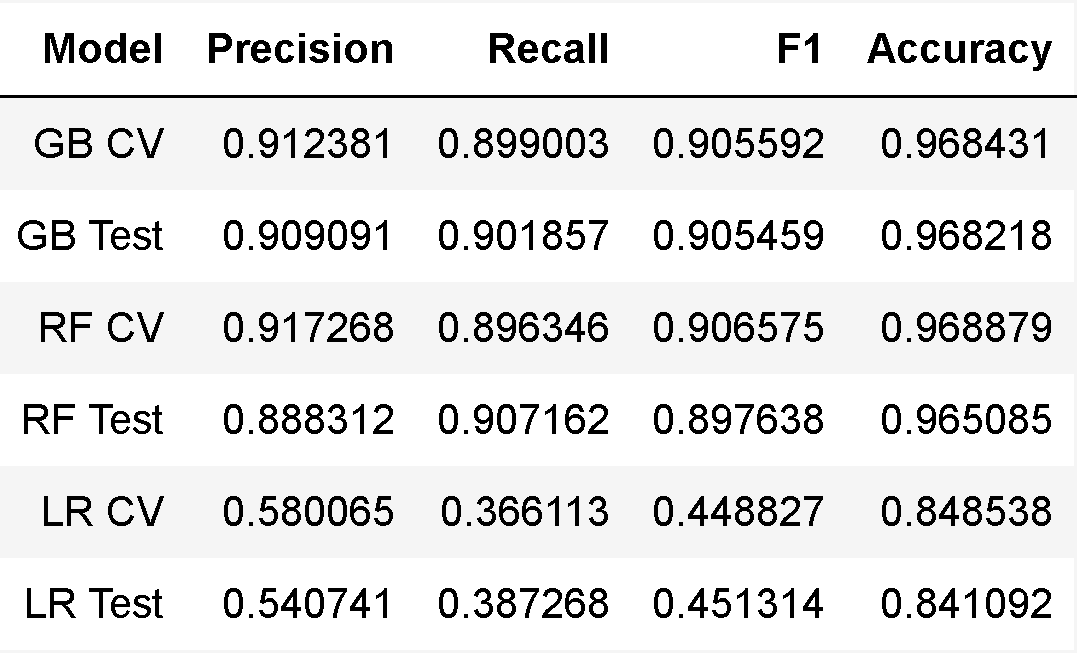 Model Precision Recall F1 Accuracy
GB CV 0.912381 0.899003 0.905592 0.968431
GB Test 0.909091 0.901857 0.905459 0.968218
RF CV 0.917268 0.896346 0.906575 0.968879
RF Test 0.888312 0.907162 0.897638 0.965085
LR CV 0.580065 0.366113 0.448827 0.848538
LR Test 0.540741 0.387268 0.451314 0.841092